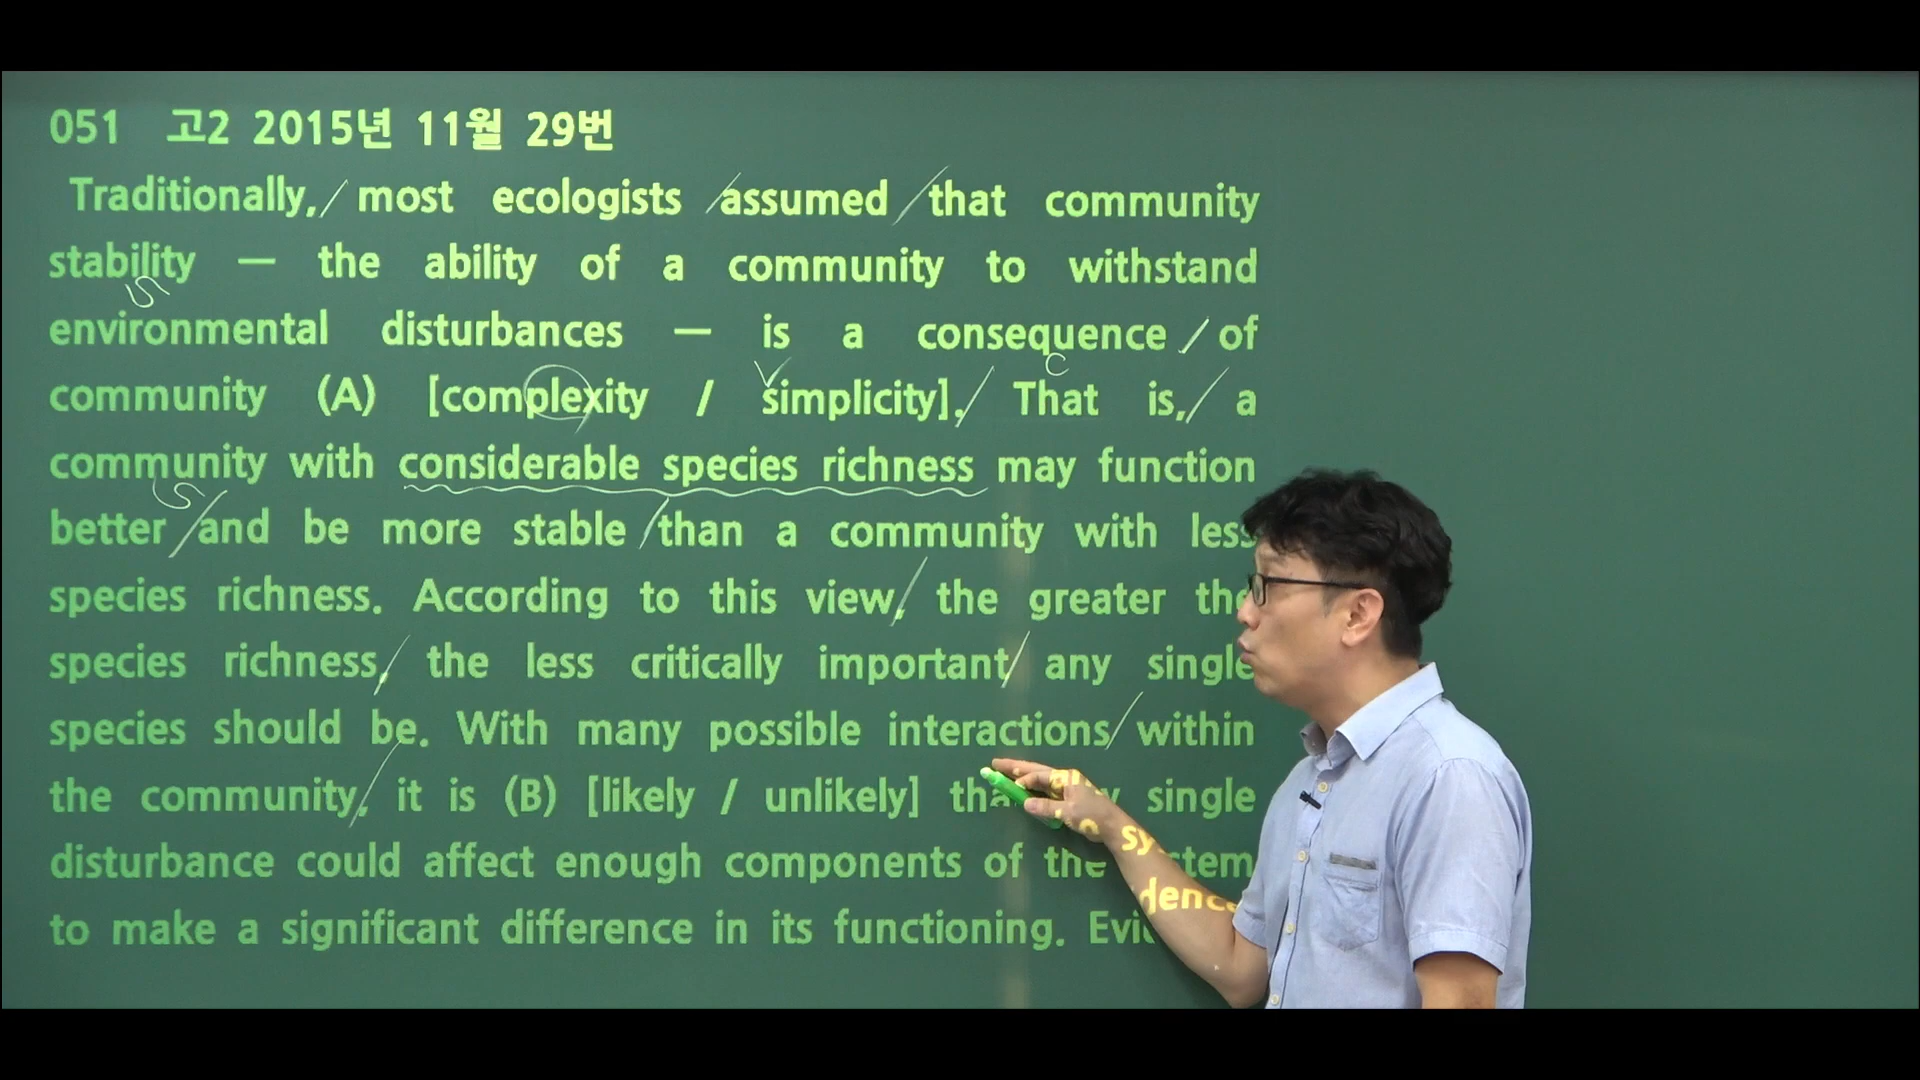 051 고2 2015년 11월 29번
Traditionally, most ecologists assumed that community
stability — the ability of a community to withstand
environmental disturbances — is a consequence of
community (A) [complexity / simplicity]. That is, a
community with considerable species richness may function
better and be more stable than a community with less
species richness. According to this view, the greater the
species richness, the less critically important any single
species should be. With many possible interactions within
the community, it is (B) [likely / unlikely] that any single
disturbance could affect enough components of the system
to make a significant difference in its functioning. Evidence